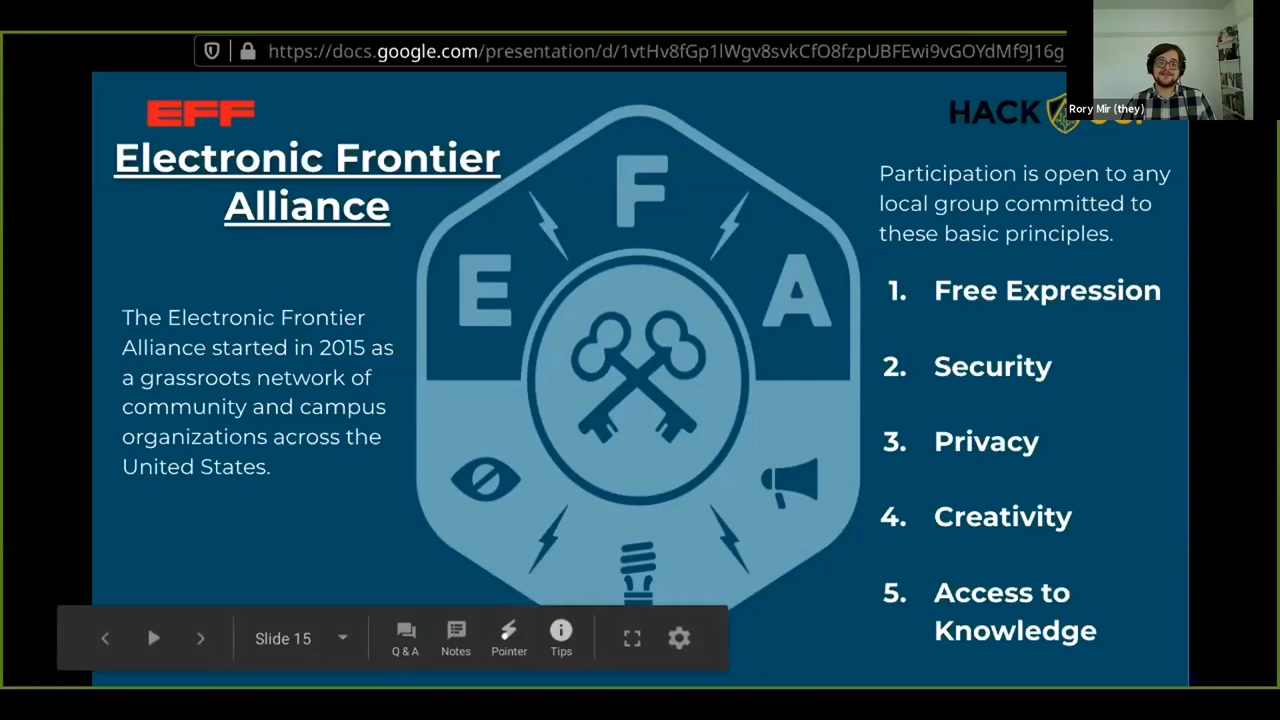 https://docs.google.com/presentation/d/1vtHv8fGp1lWgv8svkCfO8fzpUBFEwi9vGOYdMf9J16g
Rory Mir (they)
EFF
HACK
Electronic Frontier
Alliance
The Electronic Frontier
Alliance started in 2015 as
a grassroots network of
community and campus
organizations across the
United States.
E
F
A
Participation is open to any
local group committed to
these basic principles.
1. Free Expression
2. Security
3. Privacy
4. Creativity
5. Access to
Knowledge
Slide 15
Q & A
Notes
Pointer
Tips